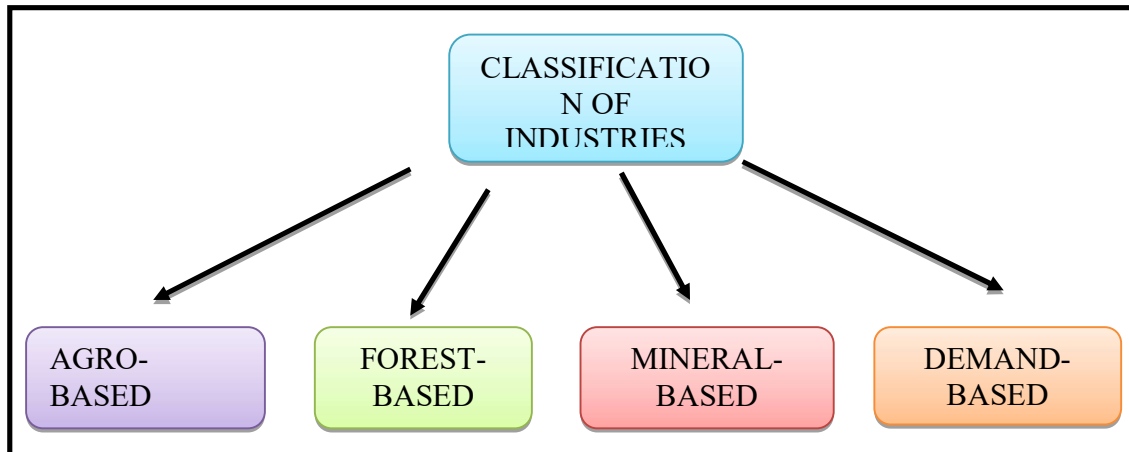 CLASSIFICATIO
N OF
INDUSTRIES
AGRO-
BASED
FOREST-
BASED
MINERAL-
BASED
DEMAND-
BASED